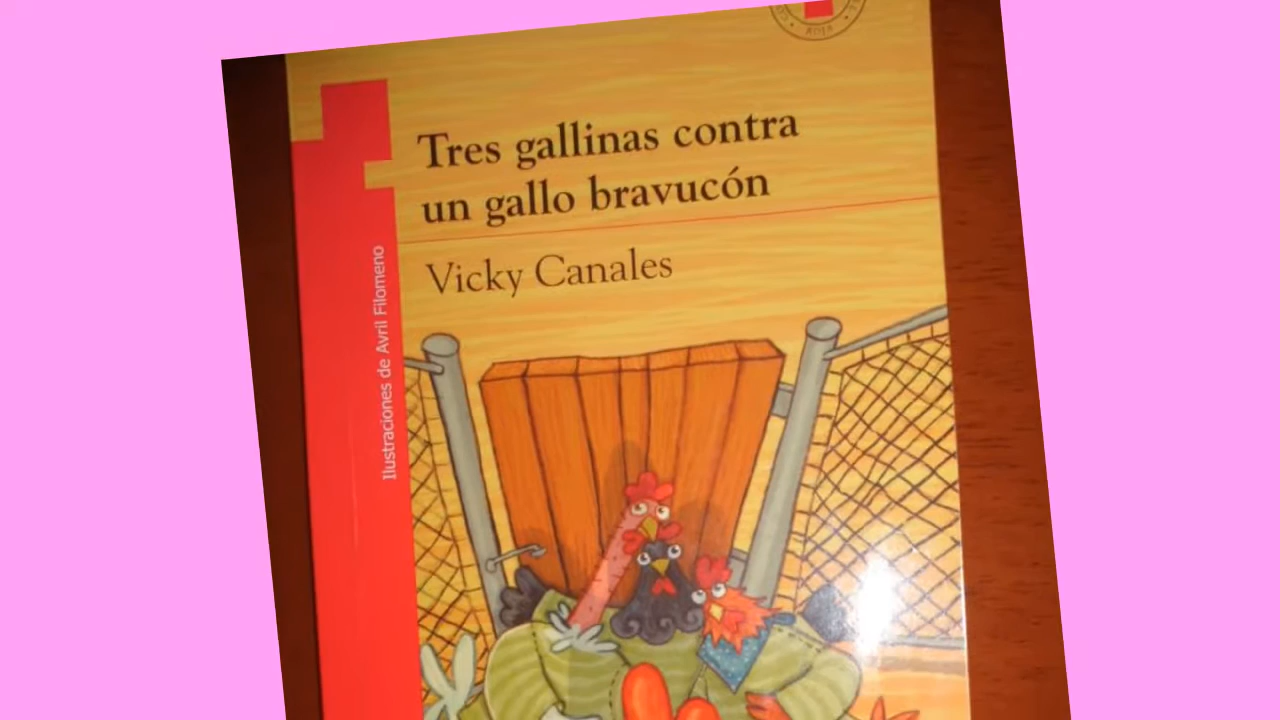 Tres gallinas contra
un gallo bravucón
Vicky Canales
Ilustraciones de Avril Filomeno